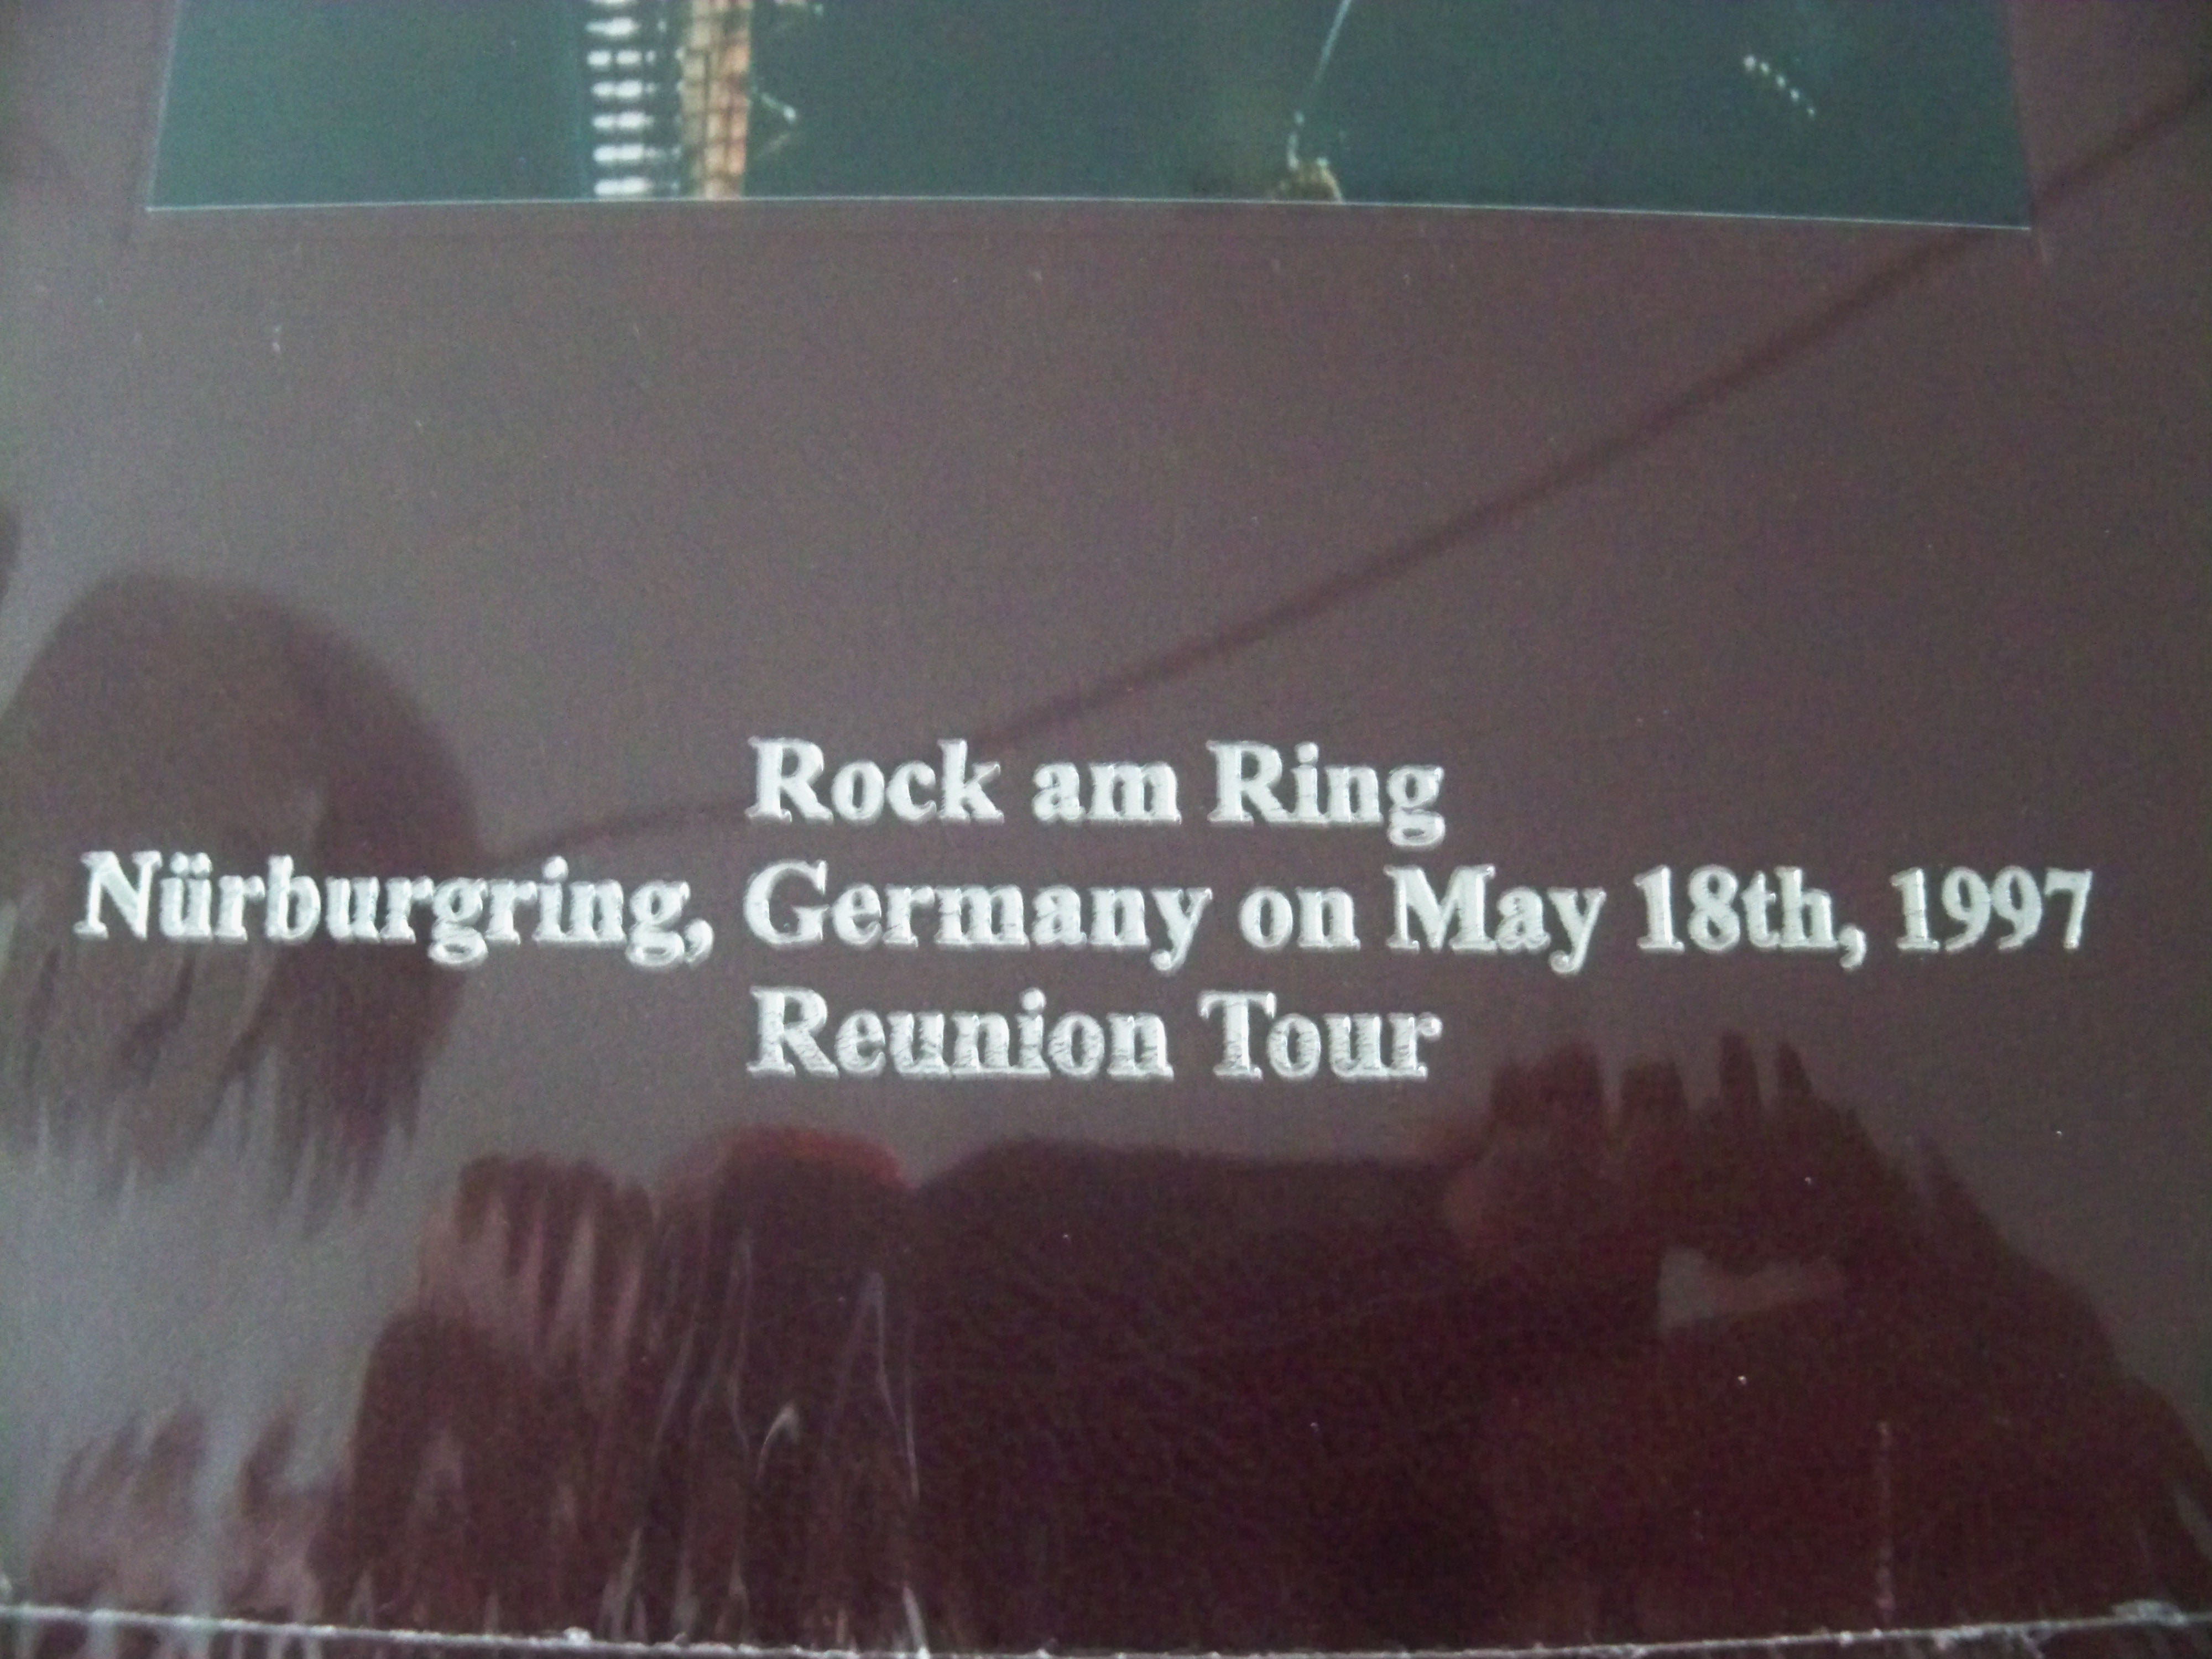 Rock am Ring
Nürburgring, Germany on May 18th, 1997
Reunion Tour